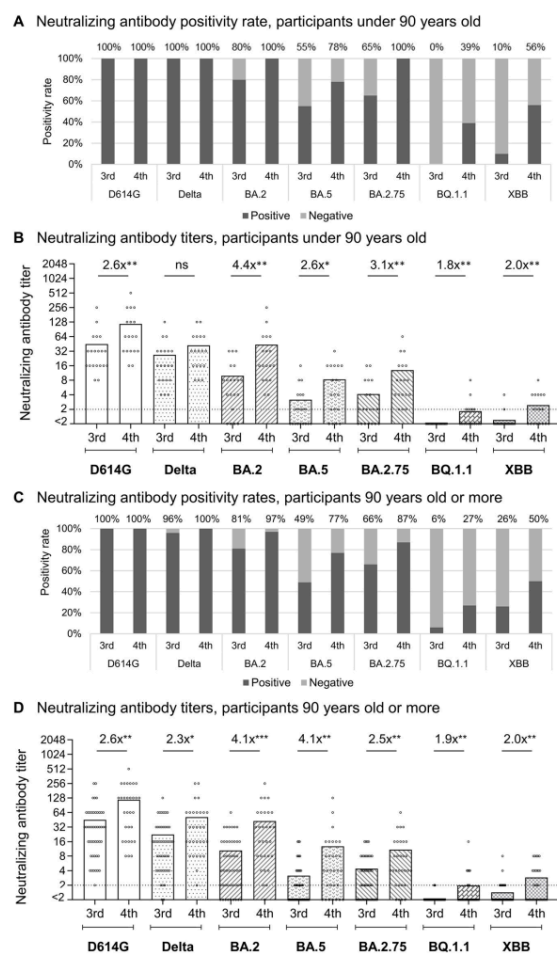 A Neutralizing antibody positivity rate, participants under 90 years old
100% 100% 100% 100% 80% 100% 55% 78% 65% 100% 0% 39% 10% 56%
Positivity rate
100%
80%
60%
40%
20%
0%
3rd 4th 3rd 4th 3rd 4th 3rd 4th 3rd 4th 3rd 4th 3rd 4th
D614G Delta BA.2 BA.5 BA.2.75 BQ.1.1 XBB
Positive Negative
B Neutralizing antibody titers, participants under 90 years old
2.6x** ns 4.4x** 2.6x* 3.1x** 1.8x** 2.0x**
Neutralizing antibody titer
2048
1024
512
256
128
64
32
16
8
4
2
<2
3rd 4th 3rd 4th 3rd 4th 3rd 4th 3rd 4th 3rd 4th 3rd 4th
D614G Delta BA.2 BA.5 BA.2.75 BQ.1.1 XBB
C Neutralizing antibody positivity rates, participants 90 years old or more
100% 100% 96% 100% 81% 97% 49% 77% 66% 87% 6% 27% 26% 50%
Positivity rate
100%
80%
60%
40%
20%
0%
3rd 4th 3rd 4th 3rd 4th 3rd 4th 3rd 4th 3rd 4th 3rd 4th
D614G Delta BA.2 BA.5 BA.2.75 BQ.1.1 XBB
Positive Negative
D Neutralizing antibody titers, participants 90 years old or more
2.6x** 2.3x* 4.1x*** 4.1x** 2.5x** 1.9x** 2.0x**
Neutralizing antibody titer
2048
1024
512
256
128
64
32
16
8
4
2
<2
3rd 4th 3rd 4th 3rd 4th 3rd 4th 3rd 4th 3rd 4th 3rd 4th
D614G Delta BA.2 BA.5 BA.2.75 BQ.1.1 XBB